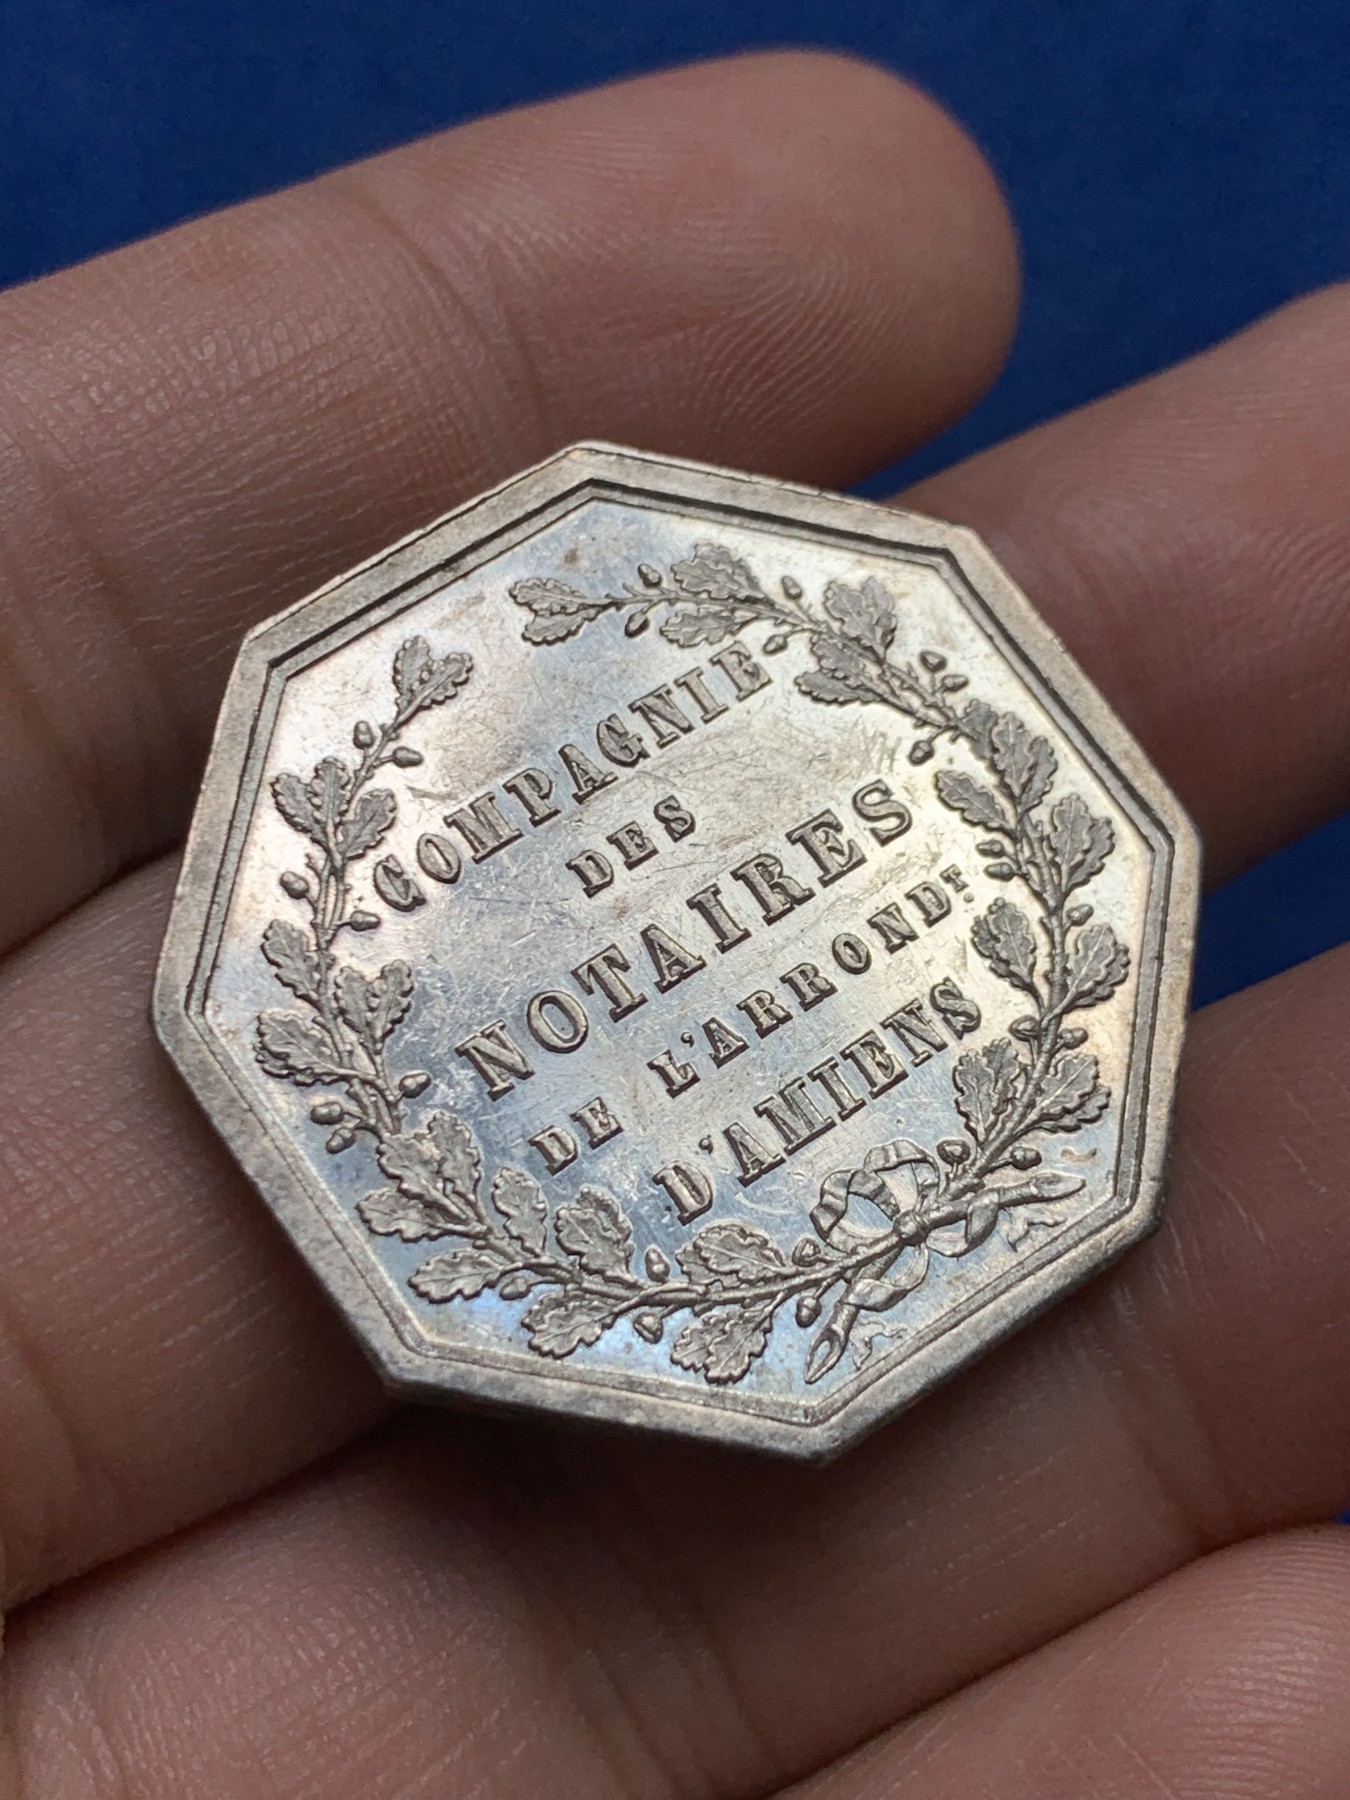 COMPAGNIE
DES
NOTAIRES
DE L'ARRONDT
D'AMIENS